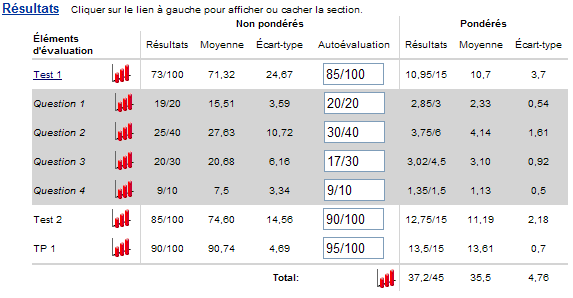 Résultats Cliquer sur le lien à gauche pour afficher ou cacher la section.
Non pondérés Pondérés
Éléments d'évaluation Résultats Moyenne Écart-type Autoévaluation Résultats Moyenne Écart-type
Test 1 73/100 71,32 24,67 85/100 10,95/15 10,7 3,7
Question 1 19/20 15,51 3,59 20/20 2,85/3 2,33 0,54
Question 2 25/40 27,63 10,72 30/40 3,75/6 4,14 1,61
Question 3 20/30 20,68 6,16 17/30 3,02/4,5 3,10 0,92
Question 4 9/10 7,5 3,34 9/10 1,35/1,5 1,13 0,5
Test 2 85/100 74,60 14,56 90/100 12,75/15 11,19 2,18
TP 1 90/100 90,74 4,69 95/100 13,5/15 13,61 0,7
Total: 37,2/45 35,5 4,76